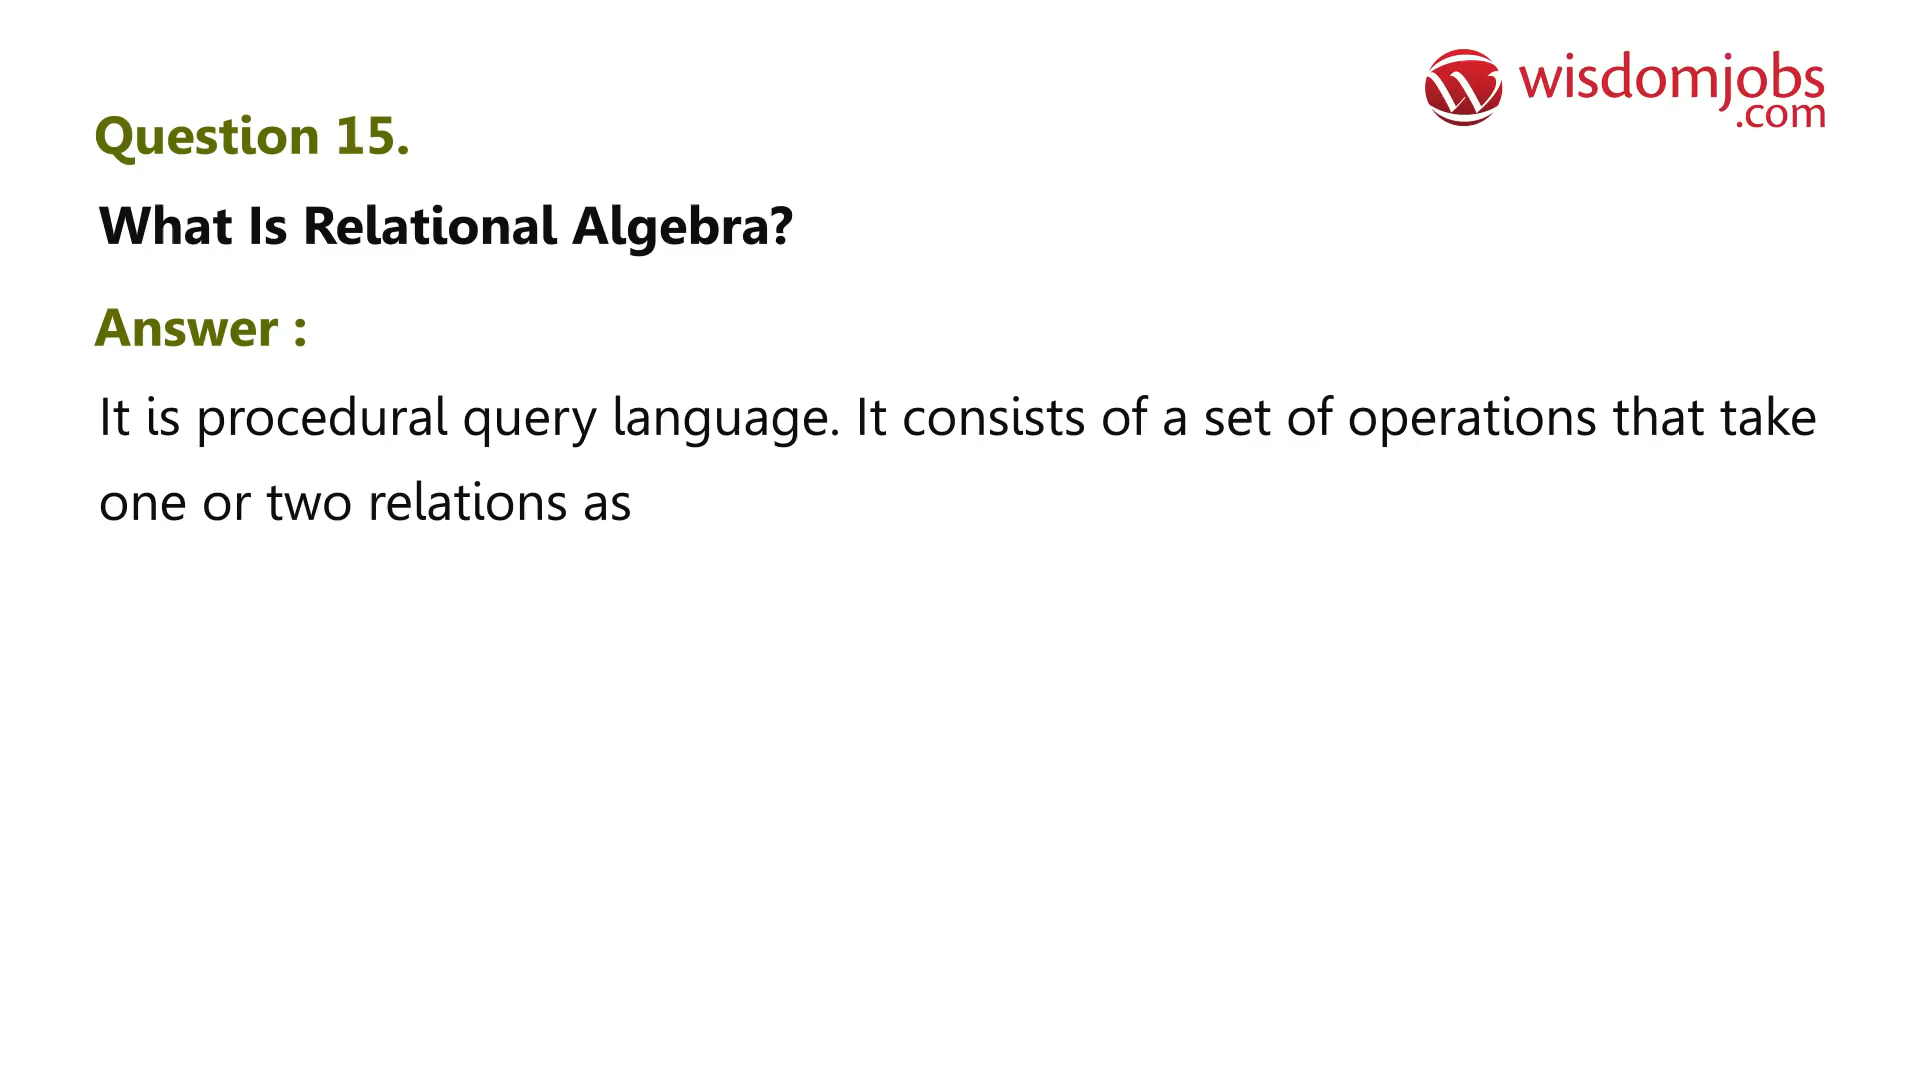 wisdomjobs
.com
Question 15.
What Is Relational Algebra?
Answer :
It is procedural query language. It consists of a set of operations that take
one or two relations as